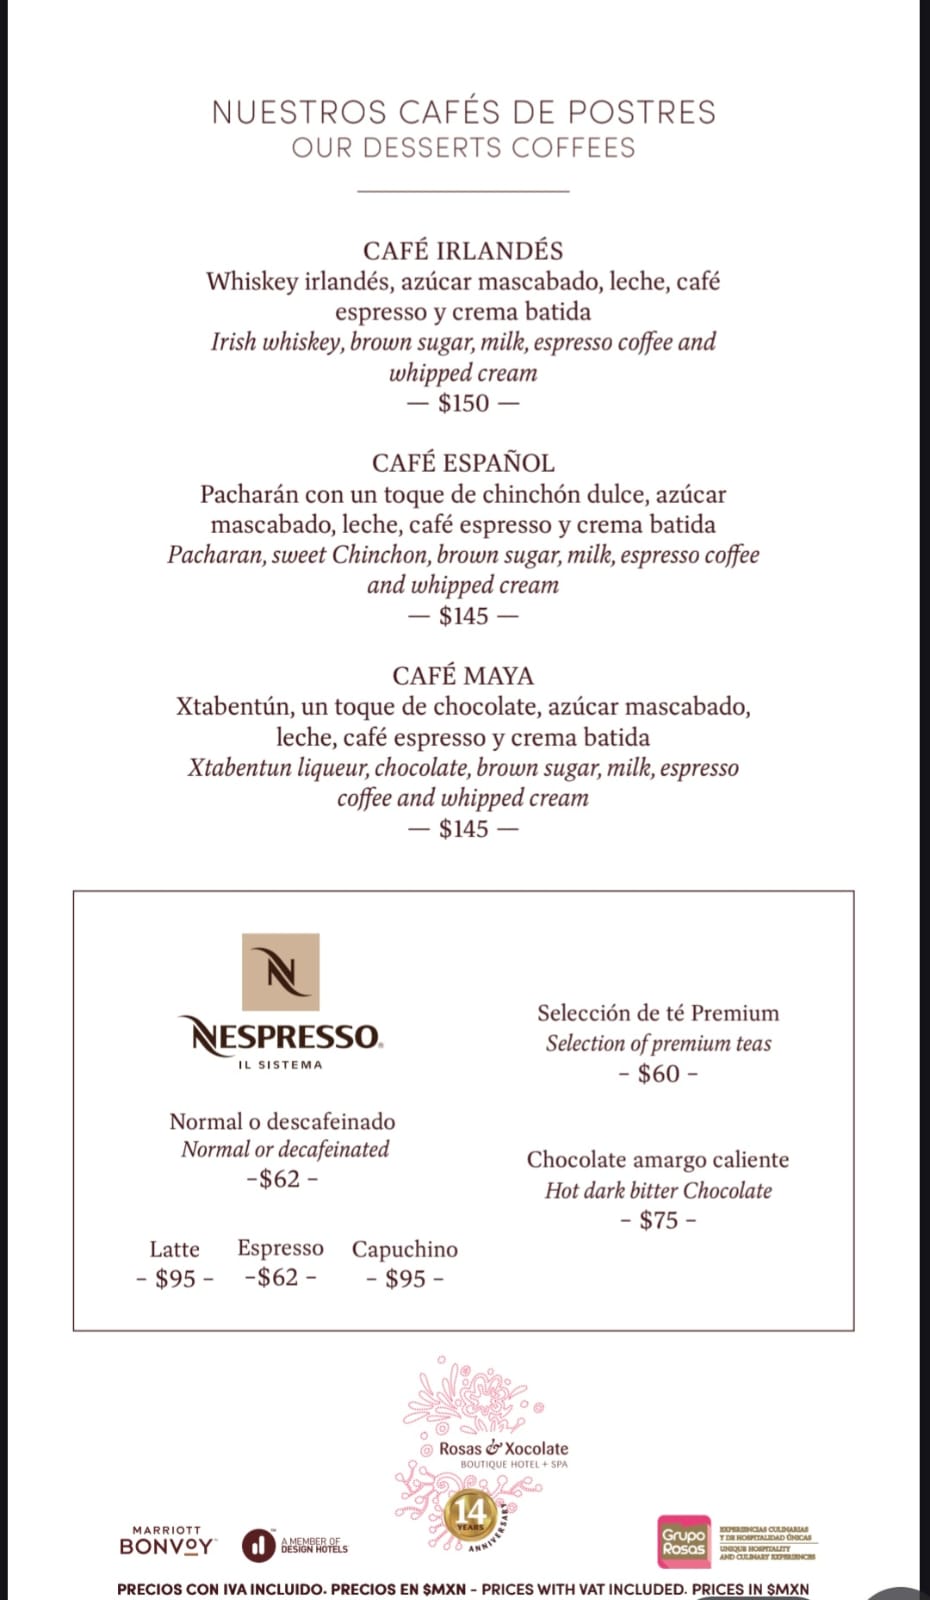 NUESTROS CAFÉS DE POSTRES
OUR DESSERTS COFFEES
CAFÉ IRLANDÉS
Whiskey irlandés, azúcar mascabado, leche, café
espresso y crema batida
Irish whiskey, brown sugar, milk, espresso coffee and
whipped cream
— $150 —
CAFÉ ESPAÑOL
Pacharán con un toque de chinchón dulce, azúcar
mascabado, leche, café espresso y crema batida
Pacharan, sweet Chinchon, brown sugar, milk, espresso coffee
and whipped cream
— $145 —
CAFÉ MAYA
Xtabentún, un toque de chocolate, azúcar mascabado,
leche, café espresso y crema batida
Xtabentun liqueur, chocolate, brown sugar, milk, espresso
coffee and whipped cream
— $145 —
N
NESPRESSO®
IL SISTEMA
Normal o descafeinado
Normal or decafeinated
-$62 -
Latte Espresso Capuchino
- $95 - -$62 - - $95 -
Selección de té Premium
Selection of premium teas
- $60 -
Chocolate amargo caliente
Hot dark bitter Chocolate
- $75 -
Rosas & Xocolate
BOUTIQUE HOTEL + SPA
14
YEARS
ANNIVERSARY
MARRIOTT
BONVOY™
A MEMBER OF
DESIGN HOTELS™
Grupo
Rosas
EXPERIENCIAS CULINARIAS
Y DE HOSPITALIDAD ÚNICAS
UNIQUE HOSPITALITY
AND CULINARY EXPERIENCES
PRECIOS CON IVA INCLUIDO. PRECIOS EN $MXN - PRICES WITH VAT INCLUDED. PRICES IN $MXN